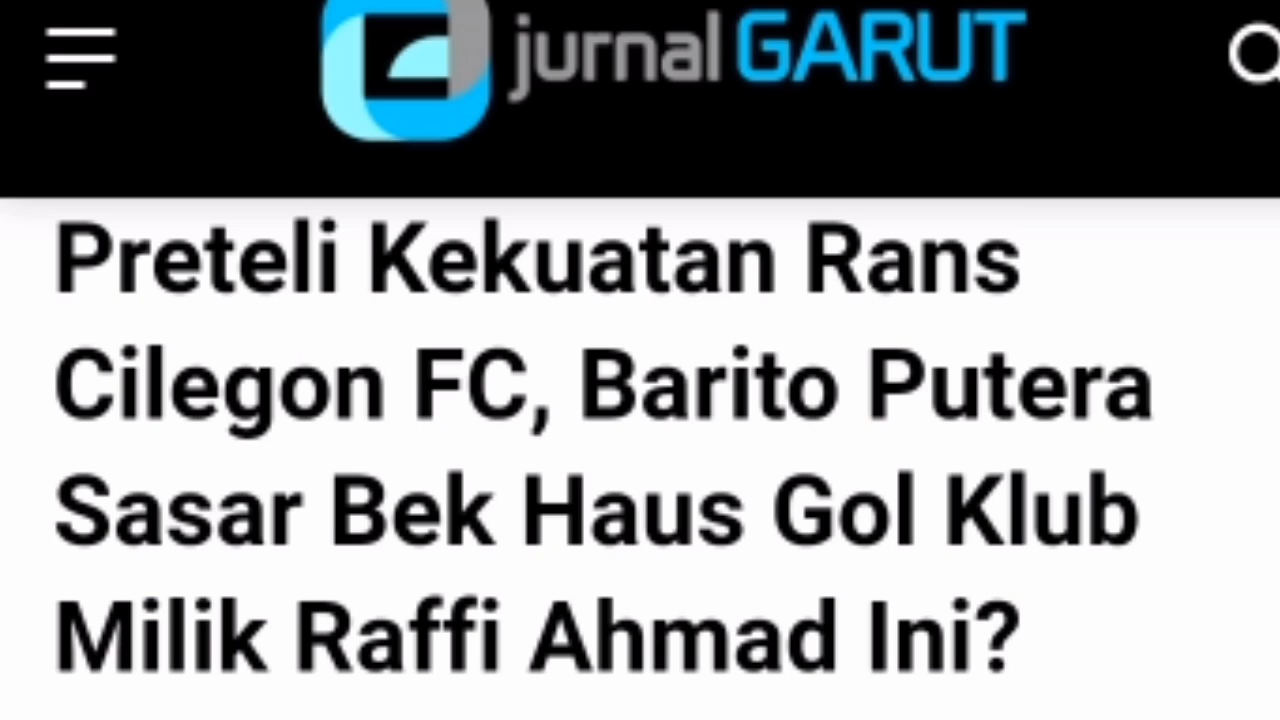 jurnal GARUT
Preteli Kekuatan Rans
Cilegon FC, Barito Putera
Sasar Bek Haus Gol Klub
Milik Raffi Ahmad Ini?